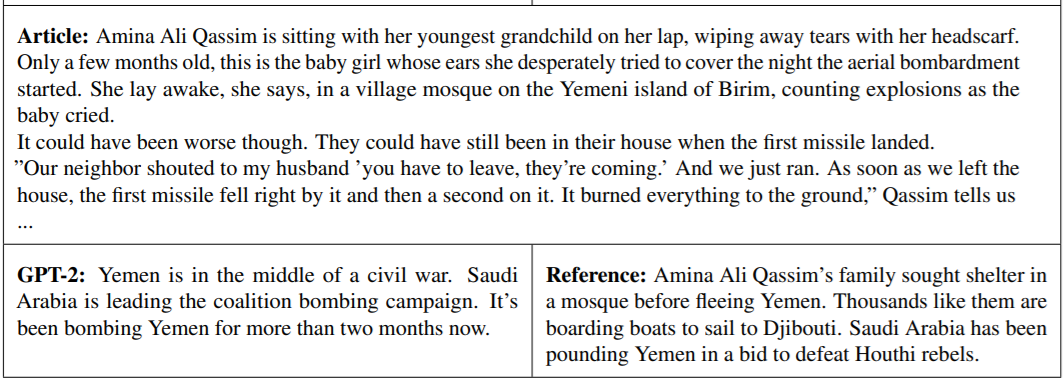 Article: Amina Ali Qassim is sitting with her youngest grandchild on her lap, wiping away tears with her headscarf.
Only a few months old, this is the baby girl whose ears she desperately tried to cover the night the aerial bombardment
started. She lay awake, she says, in a village mosque on the Yemeni island of Birim, counting explosions as the
baby cried.
It could have been worse though. They could have still been in their house when the first missile landed.
”Our neighbor shouted to my husband ’you have to leave, they’re coming.’ And we just ran. As soon as we left the
house, the first missile fell right by it and then a second on it. It burned everything to the ground,” Qassim tells us
...
GPT-2: Yemen is in the middle of a civil war. Saudi
Arabia is leading the coalition bombing campaign. It’s
been bombing Yemen for more than two months now.
Reference: Amina Ali Qassim’s family sought shelter in
a mosque before fleeing Yemen. Thousands like them are
boarding boats to sail to Djibouti. Saudi Arabia has been
pounding Yemen in a bid to defeat Houthi rebels.